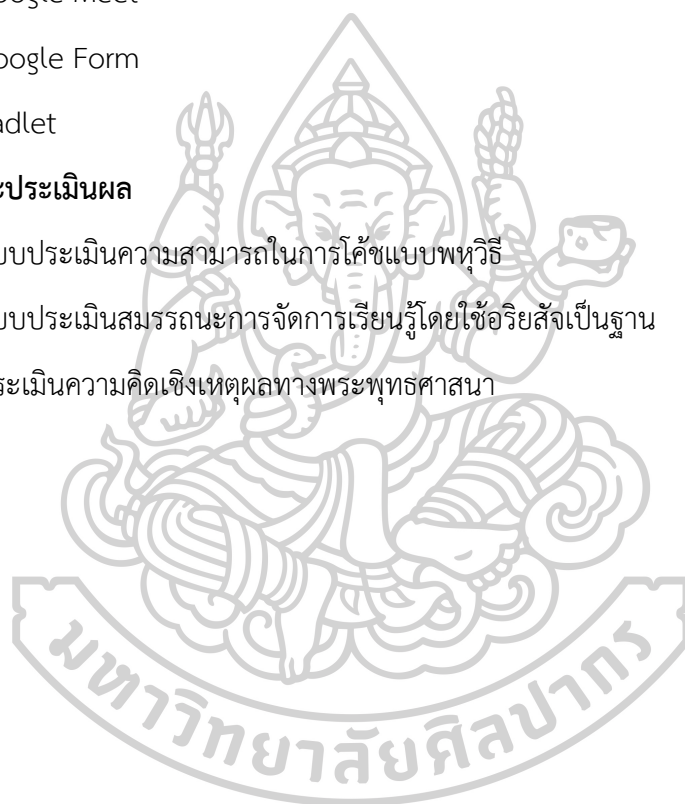 oogle Meet
oogle Form
adlet
ะประเมินผล
บบประเมินความสามารถในการโค้ชแบบพหุวิธี
บบประเมินสมรรถนะการจัดการเรียนรู้โดยใช้อริยสัจเป็นฐาน
ระเมินความคิดเชิงเหตุผลทางพระพุทธศาสนา
มหาวิทยาลัยศิลปากร